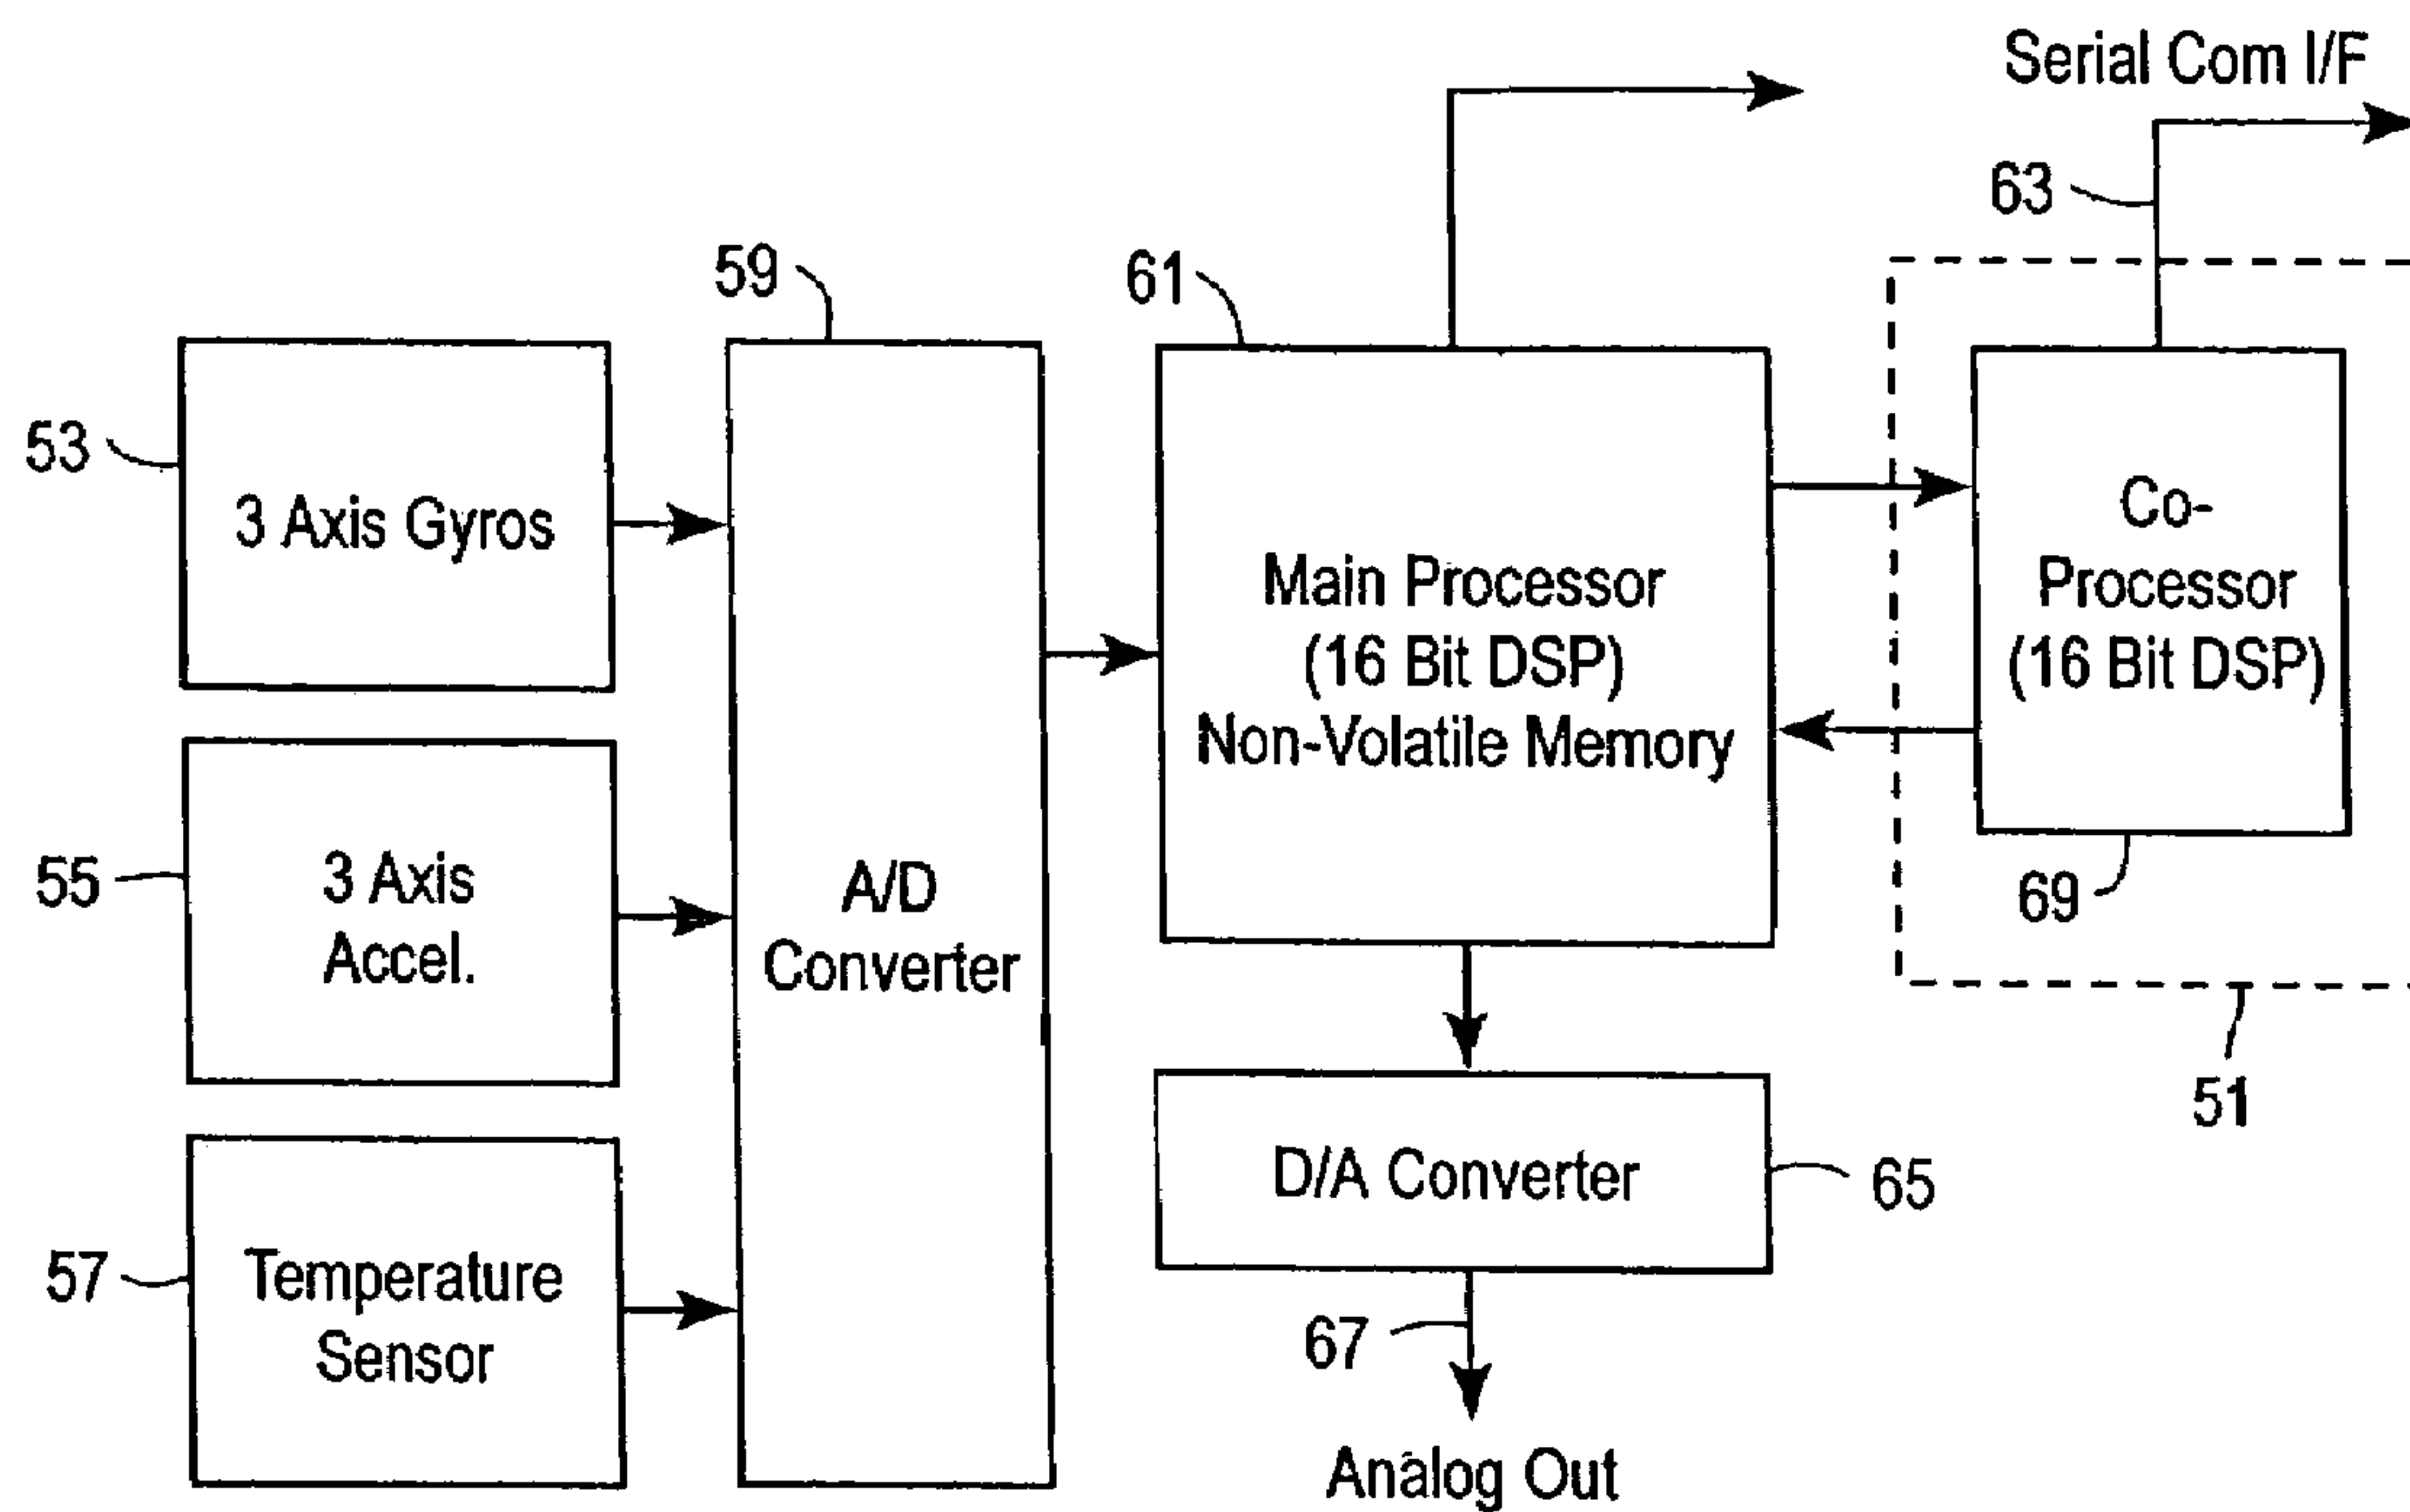 Serial Com I/F
63
59
61
53
3 Axis Gyros
Co-
Processor
(16 Bit DSP)
Main Processor
(16 Bit DSP)
Non-Volatile Memory
55
3 Axis
Accel.
A/D
Converter
69
51
57
Temperature
Sensor
D/A Converter
65
67
Analog Out